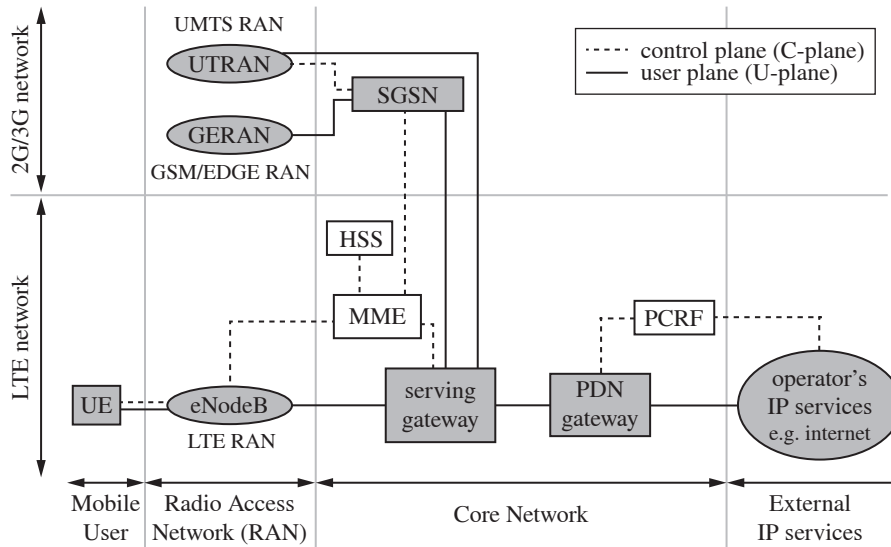 UMTS RAN
UTRAN
SGSN
GERAN
GSM/EDGE RAN
control plane (C-plane)
user plane (U-plane)
2G/3G network
HSS
MME
PCRF
LTE network
UE
eNodeB
LTE RAN
serving
gateway
PDN
gateway
operator's
IP services
e.g. internet
Mobile
User
Radio Access
Network (RAN)
Core Network
External
IP services